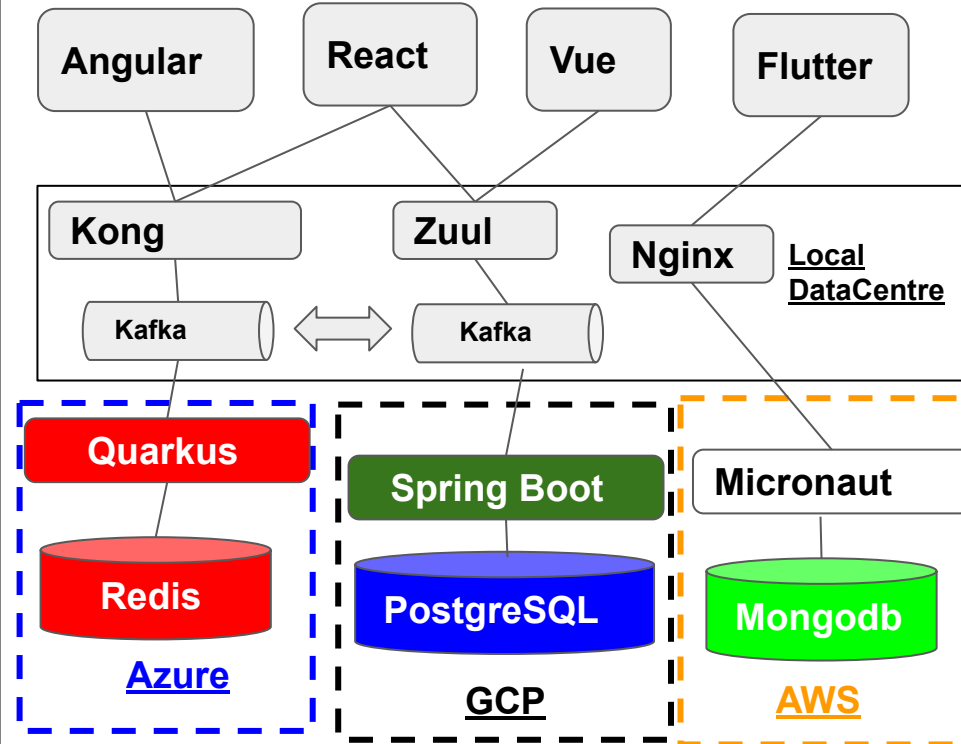 Angular
React
Vue
Flutter
Kong
Zuul
Nginx
Local
DataCentre
Kafka
Kafka
Quarkus
Spring Boot
Micronaut
Redis
PostgreSQL
Mongodb
Azure
GCP
AWS